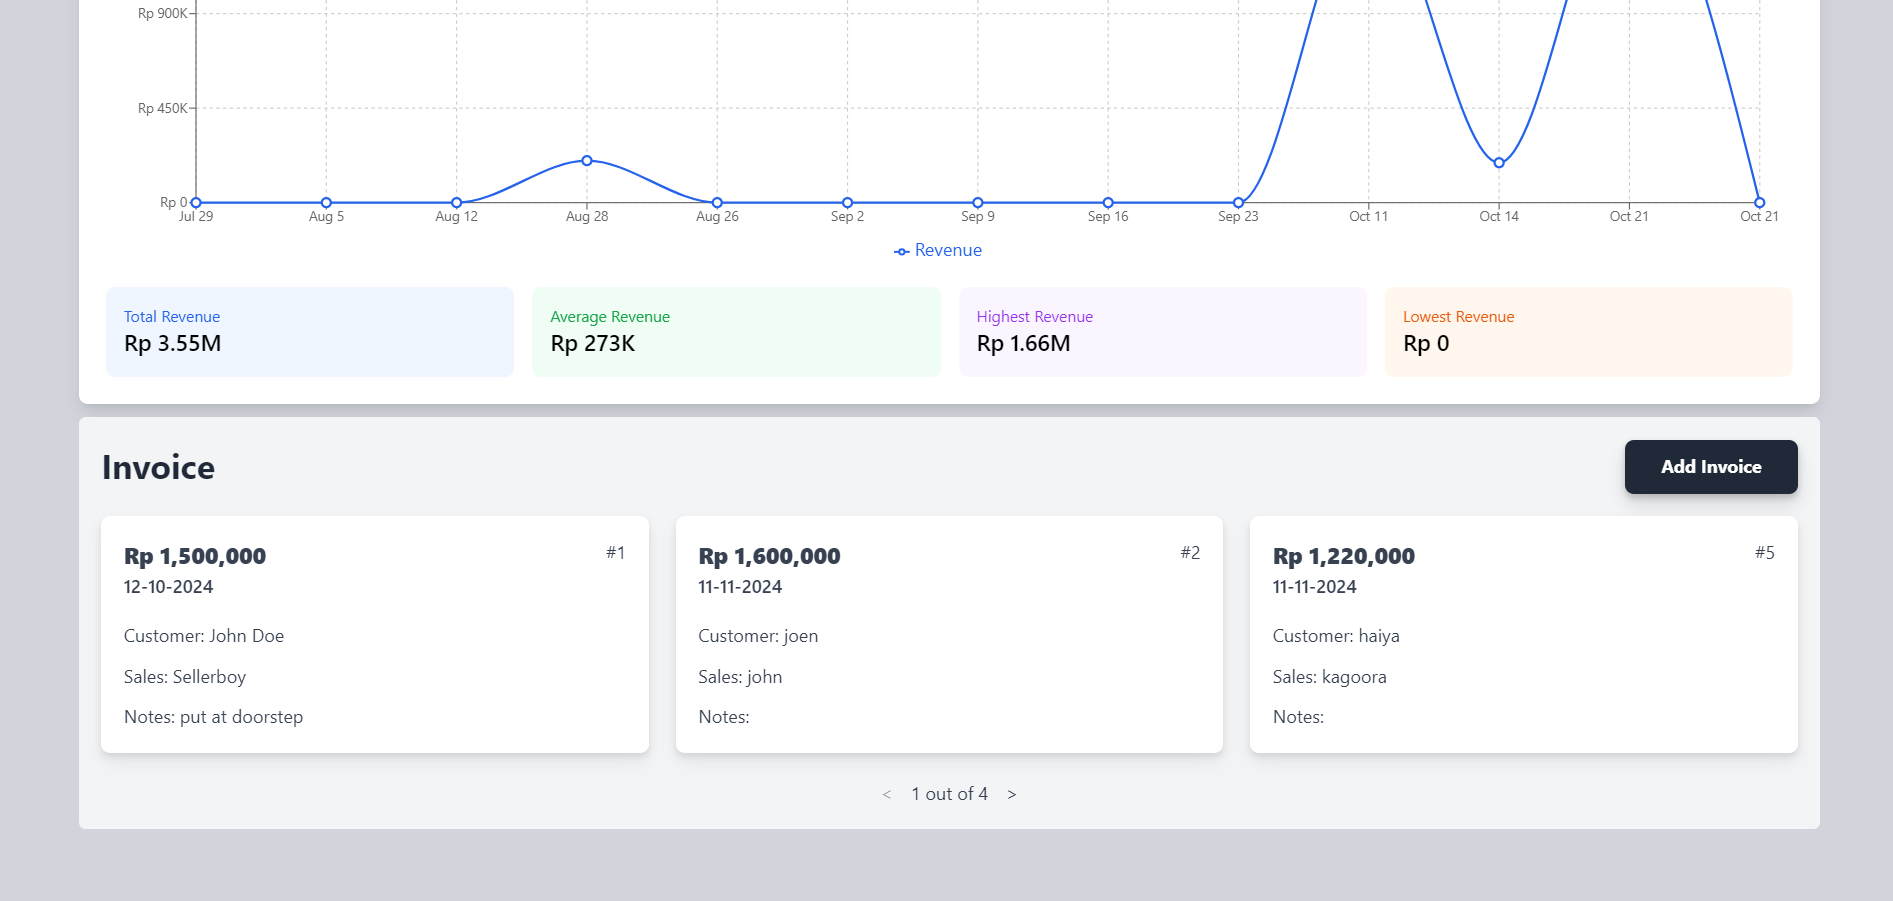 Rp 900K
Rp 450K
Rp 0
Jul 29 Aug 5 Aug 12 Aug 28 Aug 26 Sep 2 Sep 9 Sep 16 Sep 23 Oct 11 Oct 14 Oct 21 Oct 21
Revenue
Total Revenue
Rp 3.55M
Average Revenue
Rp 273K
Highest Revenue
Rp 1.66M
Lowest Revenue
Rp 0
Invoice
Add Invoice
Rp 1,500,000 #1
12-10-2024
Customer: John Doe
Sales: Sellerboy
Notes: put at doorstep
Rp 1,600,000 #2
11-11-2024
Customer: joen
Sales: john
Notes:
Rp 1,220,000 #5
11-11-2024
Customer: haiya
Sales: kagoora
Notes:
< 1 out of 4 >